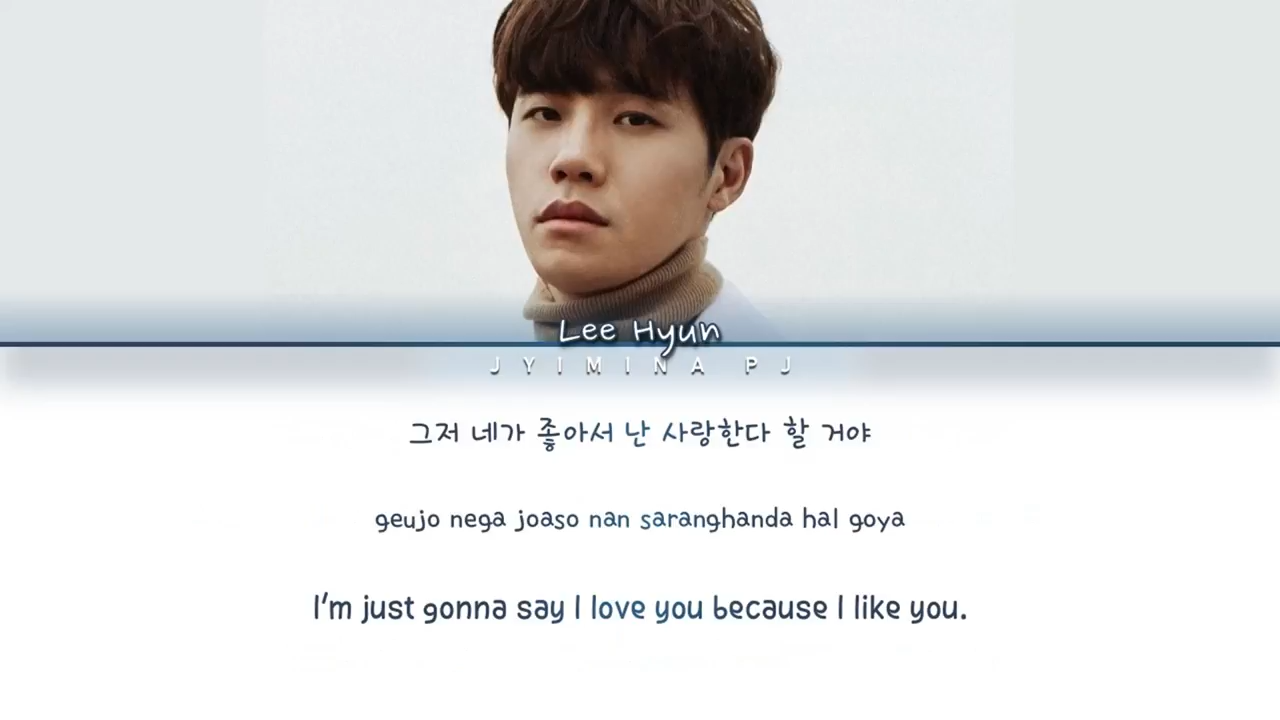 Lee Hyun
JYIMINA PJ
그저 네가 좋아서 난 사랑한다 할 거야
geujo nega joaso nan saranghanda hal goya
I'm just gonna say I love you because I like you.